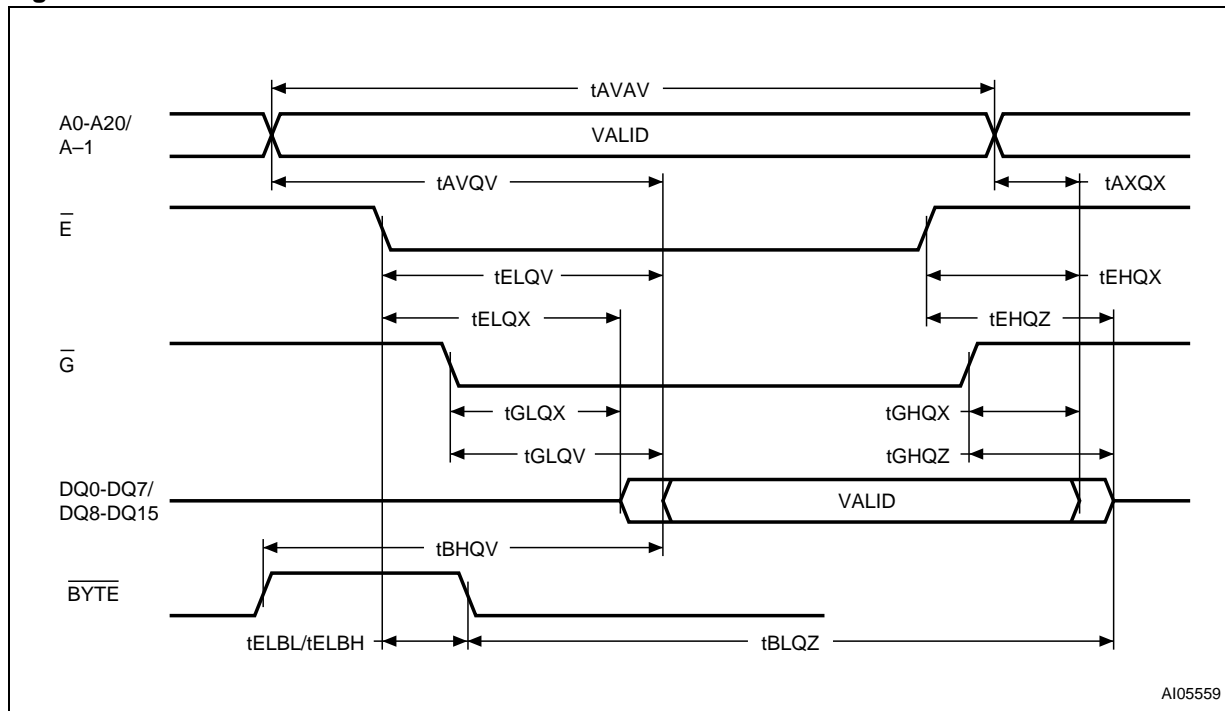 tAVAV
A0-A20/
A–1
VALID
tAVQV
tAXQX
E
tELQV
tEHQX
tELQX
tEHQZ
G
tGLQX
tGHQX
tGLQV
tGHQZ
DQ0-DQ7/
DQ8-DQ15
VALID
tBHQV
BYTE
tELBL/tELBH
tBLQZ
AI05559